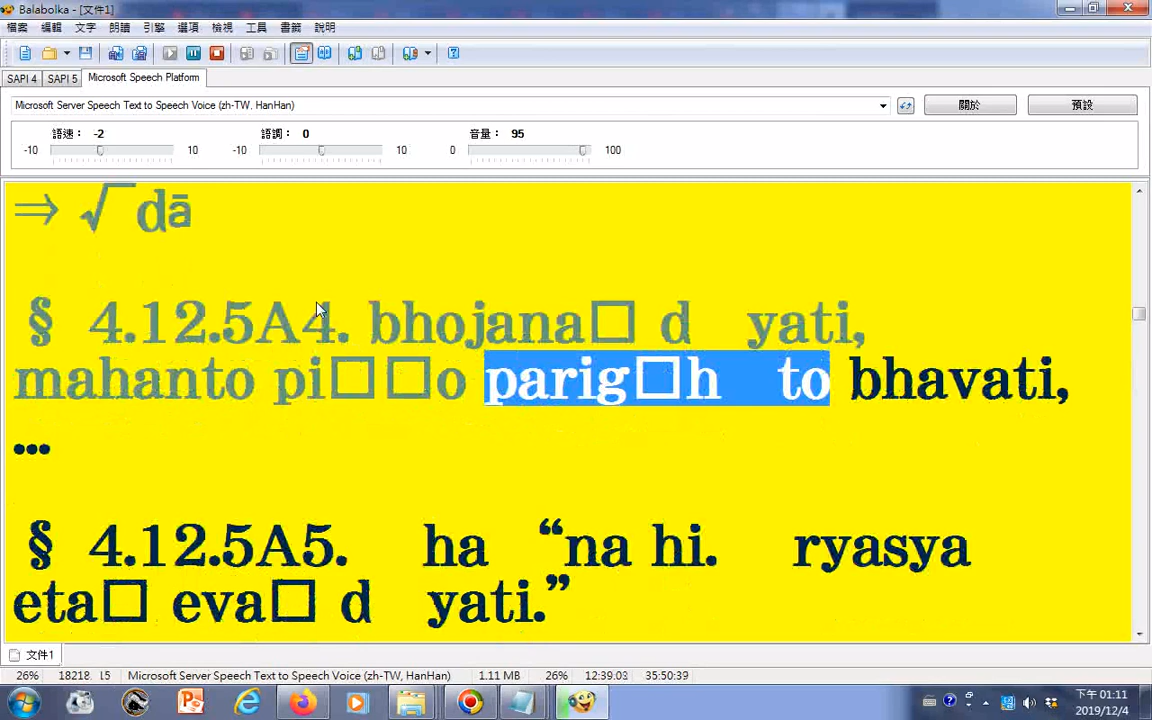 Balabolka - [文件1]
檔案 編輯 文字 朗讀 引擎 選項 檢視 工具 書籤 說明
SAPI 4 SAPI 5 Microsoft Speech Platform
Microsoft Server Speech Text to Speech Voice (zh-TW, HanHan) 關於 預設
語速： -2 語調： 0 音量： 95
-10 10 -10 10 0 100
⇒ √ dā
§ 4.12.5A4. bhojana□ d yati,
mahanto pi□□o parig□h to bhavati,
...
§ 4.12.5A5. ha “na hi. ryasya
eta□ eva□ d yati.”
文件1
26% 18218: 15 Microsoft Server Speech Text to Speech Voice (zh-TW, HanHan) 1.11 MB 26% 12:39:03 35:50:39
下午 01:11
2019/12/4